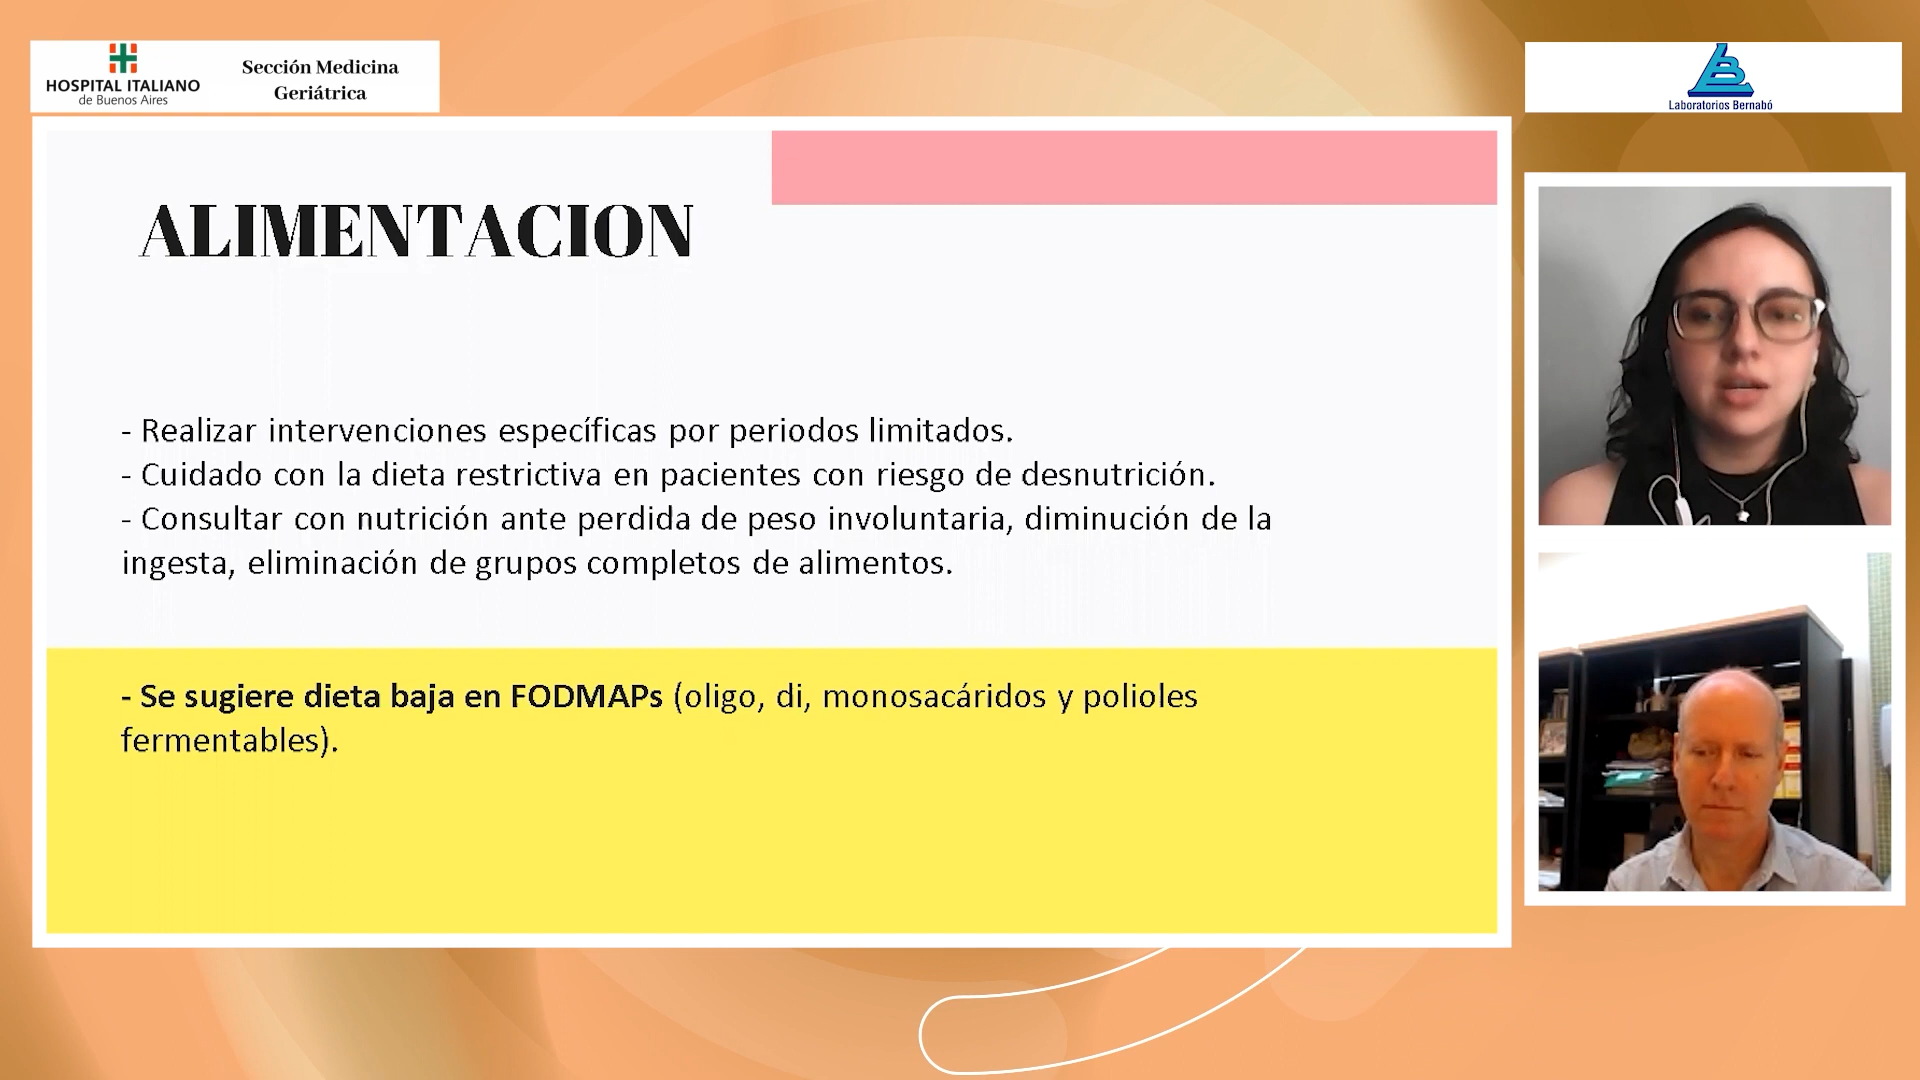 HOSPITAL ITALIANO
de Buenos Aires
Sección Medicina
Geriátrica
Laboratorios Bernabó
ALIMENTACION
- Realizar intervenciones específicas por periodos limitados.
- Cuidado con la dieta restrictiva en pacientes con riesgo de desnutrición.
- Consultar con nutrición ante perdida de peso involuntaria, diminución de la
ingesta, eliminación de grupos completos de alimentos.
- Se sugiere dieta baja en FODMAPs (oligo, di, monosacáridos y polioles
fermentables).